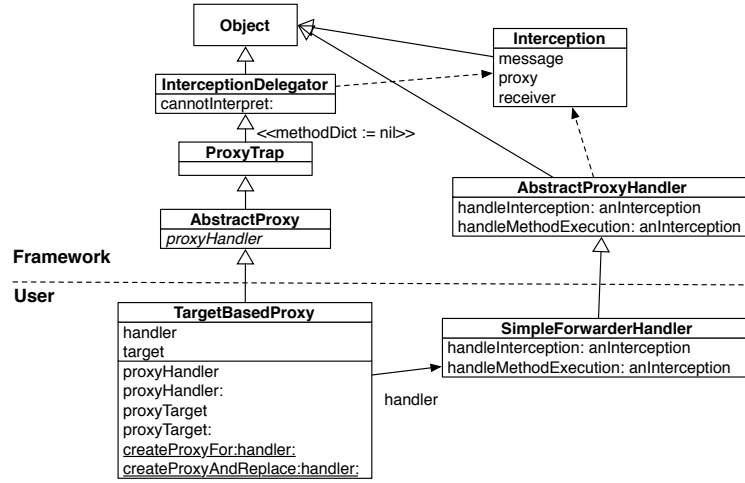 Object
Interception
message
proxy
receiver
InterceptionDelegator
cannotInterpret:
<<methodDict := nil>>
ProxyTrap
AbstractProxyHandler
handleInterception: anInterception
handleMethodExecution: anInterception
AbstractProxy
proxyHandler
Framework
User
TargetBasedProxy
handler
target
proxyHandler
proxyHandler:
proxyTarget
proxyTarget:
createProxyFor:handler:
createProxyAndReplace:handler:
handler
SimpleForwarderHandler
handleInterception: anInterception
handleMethodExecution: anInterception